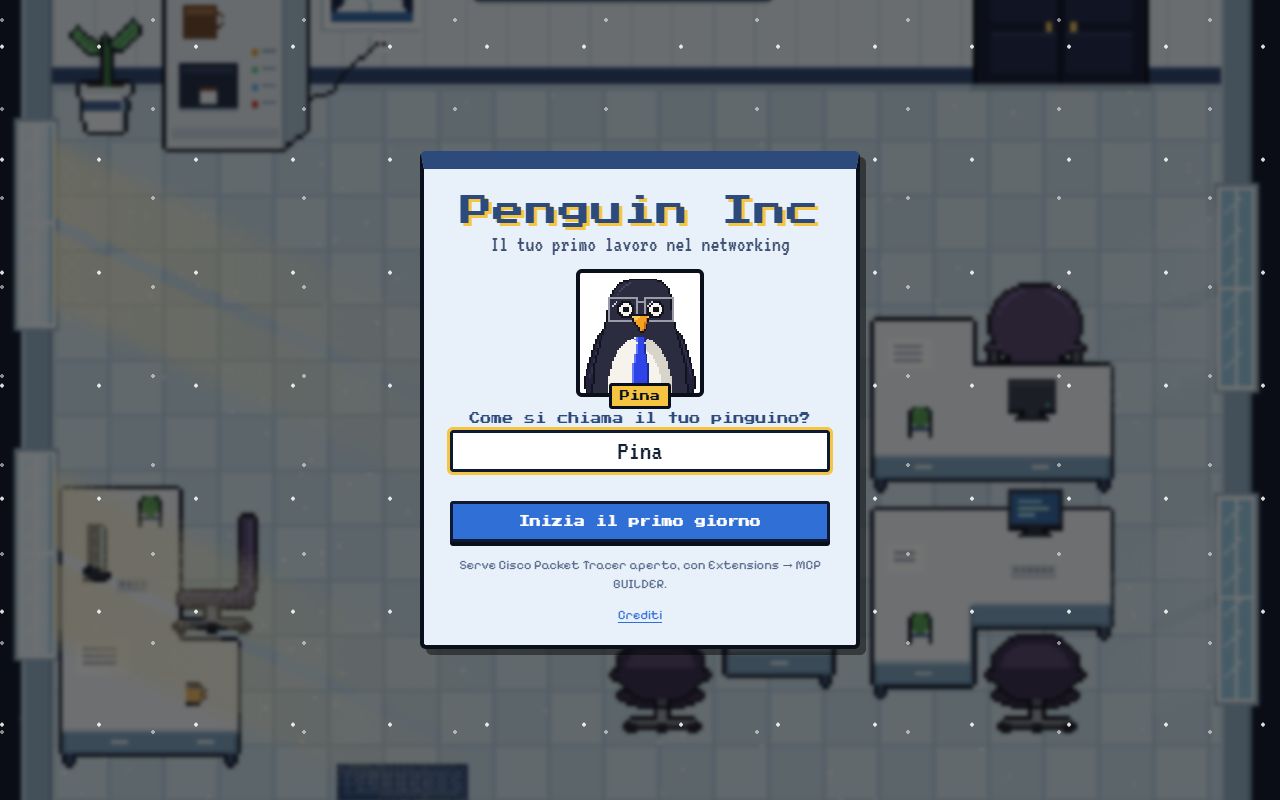 Penguin Inc
Il tuo primo lavoro nel networking
Pina
Come si chiama il tuo pinguino?
Pina
Inizia il primo giorno
Serve Cisco Packet Tracer aperto, con Extensions → MCP
BUILDER.
Crediti